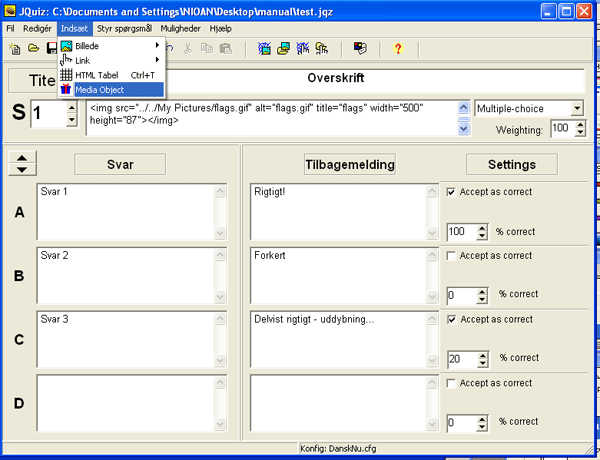 JQuiz: C:\Documents and Settings\NIOAN\Desktop\manual\test.jqz
Fil Redigér Indsæt Styr spørgsmål Muligheder Hjælp
Billede
Link
HTML Tabel Ctrl+T
Media Object
?
Tite
Overskrift
S 1
<img src="../../My Pictures/flags.gif" alt="flags.gif" title="flags" width="500"
height="87"></img>
Multiple-choice
Weighting: 100
Svar Tilbagemelding Settings
A Svar 1 Rigtigt! Accept as correct
100 % correct
B Svar 2 Forkert Accept as correct
0 % correct
C Svar 3 Delvist rigtigt - uddybning... Accept as correct
20 % correct
D Accept as correct
0 % correct
Konfig: DanskNu.cfg